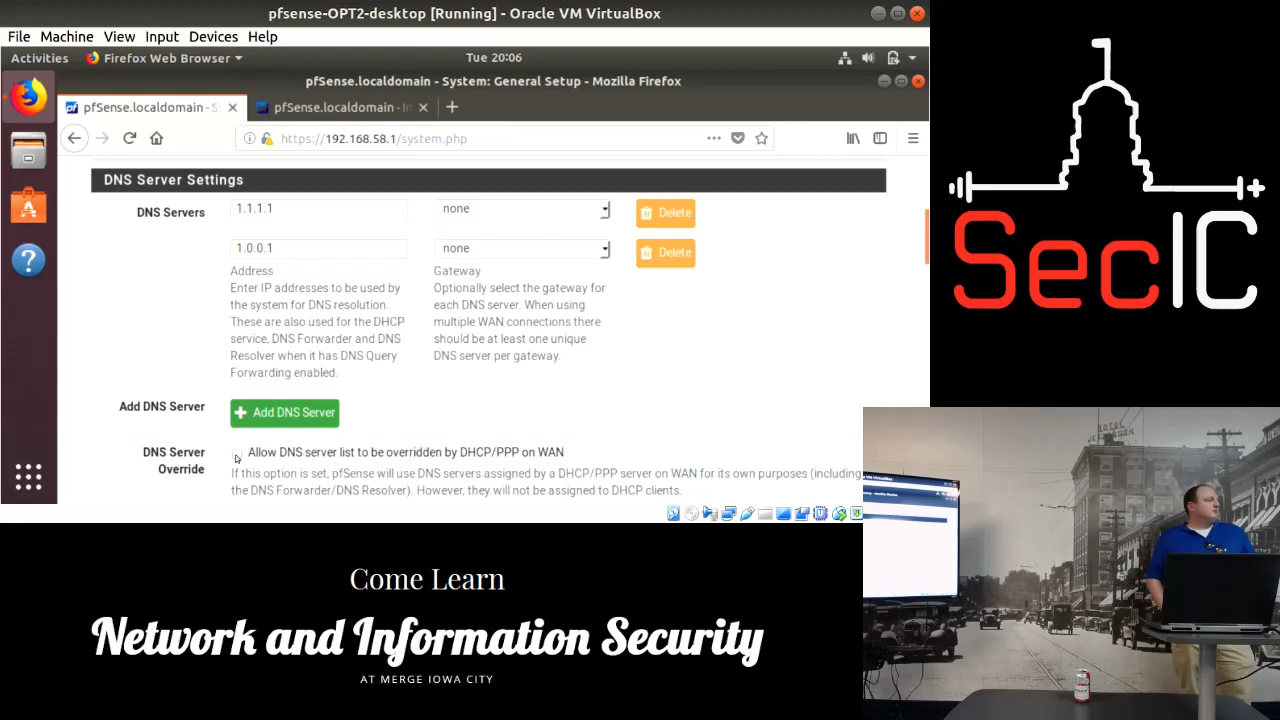 pfsense-OPT2-desktop [Running] - Oracle VM VirtualBox
File Machine View Input Devices Help
Activities Firefox Web Browser Tue 20:06
pfSense.localdomain - System: General Setup - Mozilla Firefox
pfSense.localdomain - S pfSense.localdomain - In
https://192.168.58.1/system.php
DNS Server Settings
DNS Servers 1.1.1.1 none Delete
1.0.0.1 none Delete
Address
Enter IP addresses to be used by
the system for DNS resolution.
These are also used for the DHCP
service, DNS Forwarder and DNS
Resolver when it has DNS Query
Forwarding enabled.
Gateway
Optionally select the gateway for
each DNS server. When using
multiple WAN connections there
should be at least one unique
DNS server per gateway.
Add DNS Server Add DNS Server
DNS Server
Override
Allow DNS server list to be overridden by DHCP/PPP on WAN
If this option is set, pfSense will use DNS servers assigned by a DHCP/PPP server on WAN for its own purposes (including
the DNS Forwarder/DNS Resolver). However, they will not be assigned to DHCP clients.
SecIC
HOTEL
JEFFERSON
VM VirtualBox
Come Learn
Network and Information Security
AT MERGE IOWA CITY